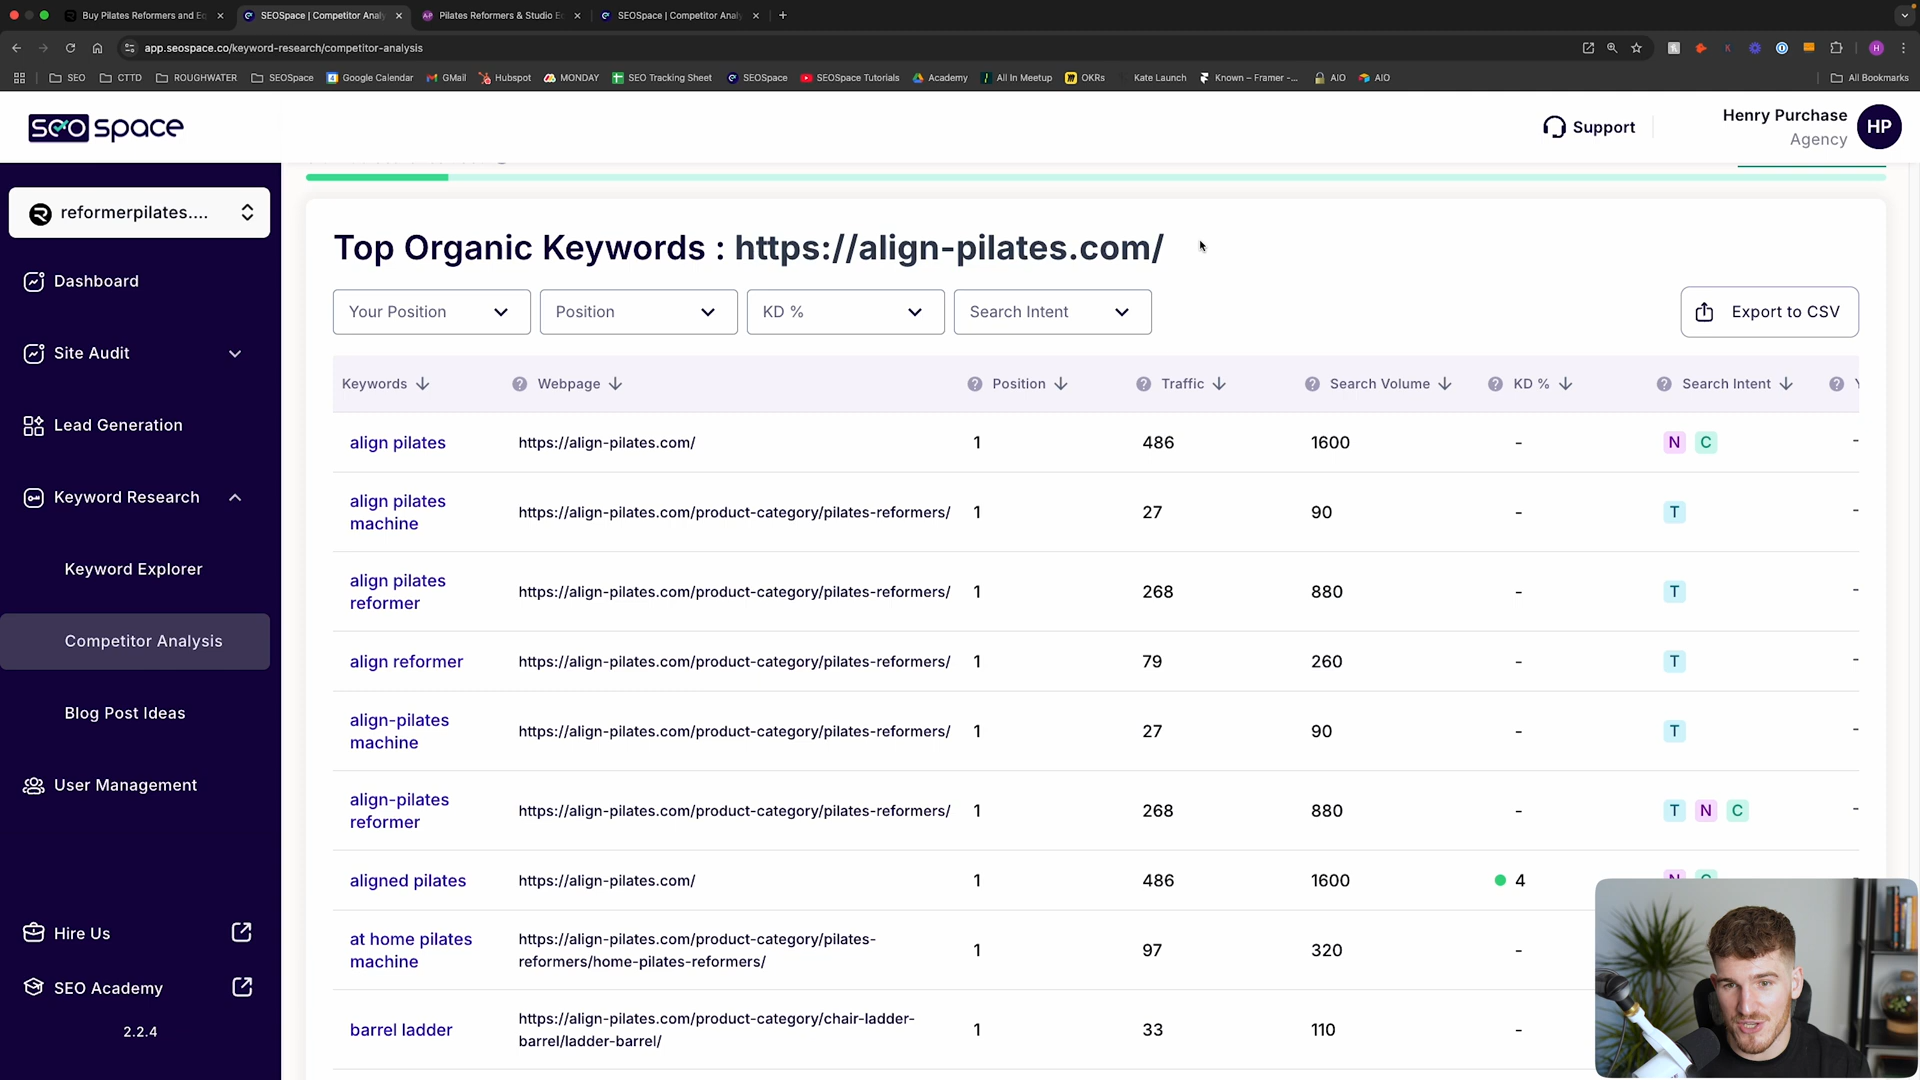 Buy Pilates Reformers and Eq
SEOSpace | Competitor Analy
Pilates Reformers & Studio Ec
SEOSpace | Competitor Analy
app.seospace.co/keyword-research/competitor-analysis
SEO CTTD ROUGHWATER SEOSpace Google Calendar GMail Hubspot MONDAY SEO Tracking Sheet SEOSpace SEOSpace Tutorials Academy All In Meetup OKRs Kate Launch Known – Framer -... AIO AIO All Bookmarks
seo space
Support
Henry Purchase
Agency
HP
reformerpilates....
Dashboard
Site Audit
Lead Generation
Keyword Research
Keyword Explorer
Competitor Analysis
Blog Post Ideas
User Management
Hire Us
SEO Academy
2.2.4
Top Organic Keywords : https://align-pilates.com/
Your Position Position KD % Search Intent Export to CSV
Keywords Webpage Position Traffic Search Volume KD % Search Intent
align pilates https://align-pilates.com/ 1 486 1600 - N C -
align pilates
machine https://align-pilates.com/product-category/pilates-reformers/ 1 27 90 - T -
align pilates
reformer https://align-pilates.com/product-category/pilates-reformers/ 1 268 880 - T -
align reformer https://align-pilates.com/product-category/pilates-reformers/ 1 79 260 - T -
align-pilates
machine https://align-pilates.com/product-category/pilates-reformers/ 1 27 90 - T -
align-pilates
reformer https://align-pilates.com/product-category/pilates-reformers/ 1 268 880 - T N C -
aligned pilates https://align-pilates.com/ 1 486 1600 4 N C
at home pilates
machine https://align-pilates.com/product-category/pilates-
reformers/home-pilates-reformers/ 1 97 320 -
barrel ladder https://align-pilates.com/product-category/chair-ladder-
barrel/ladder-barrel/ 1 33 110 -